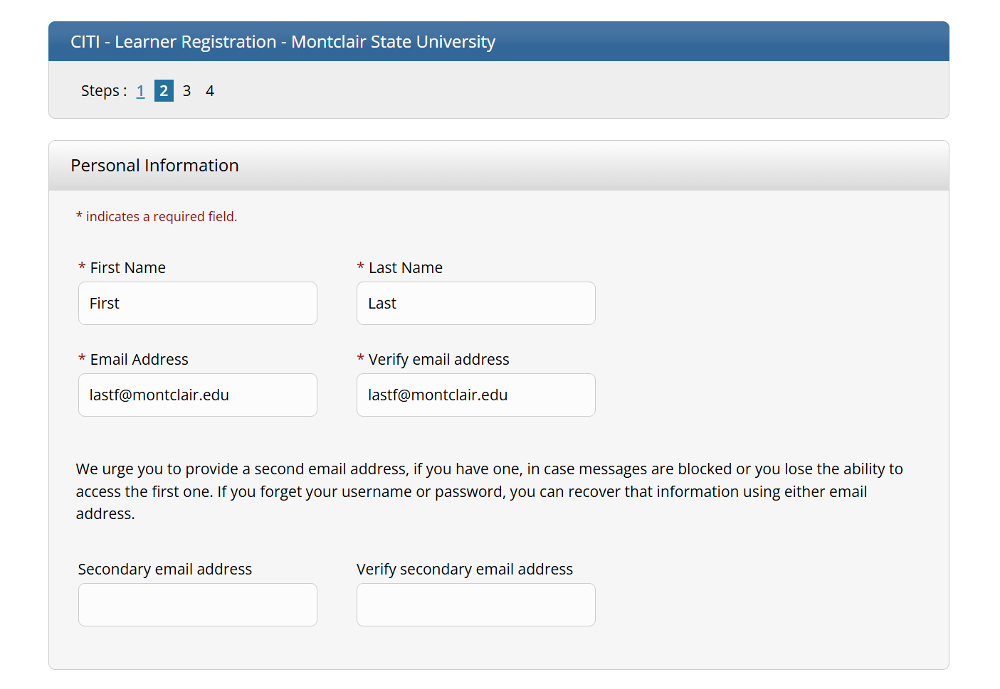 CITI - Learner Registration - Montclair State University
Steps : 1 2 3 4
Personal Information
* indicates a required field.
* First Name * Last Name
First Last
* Email Address * Verify email address
lastf@montclair.edu lastf@montclair.edu
We urge you to provide a second email address, if you have one, in case messages are blocked or you lose the ability to
access the first one. If you forget your username or password, you can recover that information using either email
address.
Secondary email address Verify secondary email address